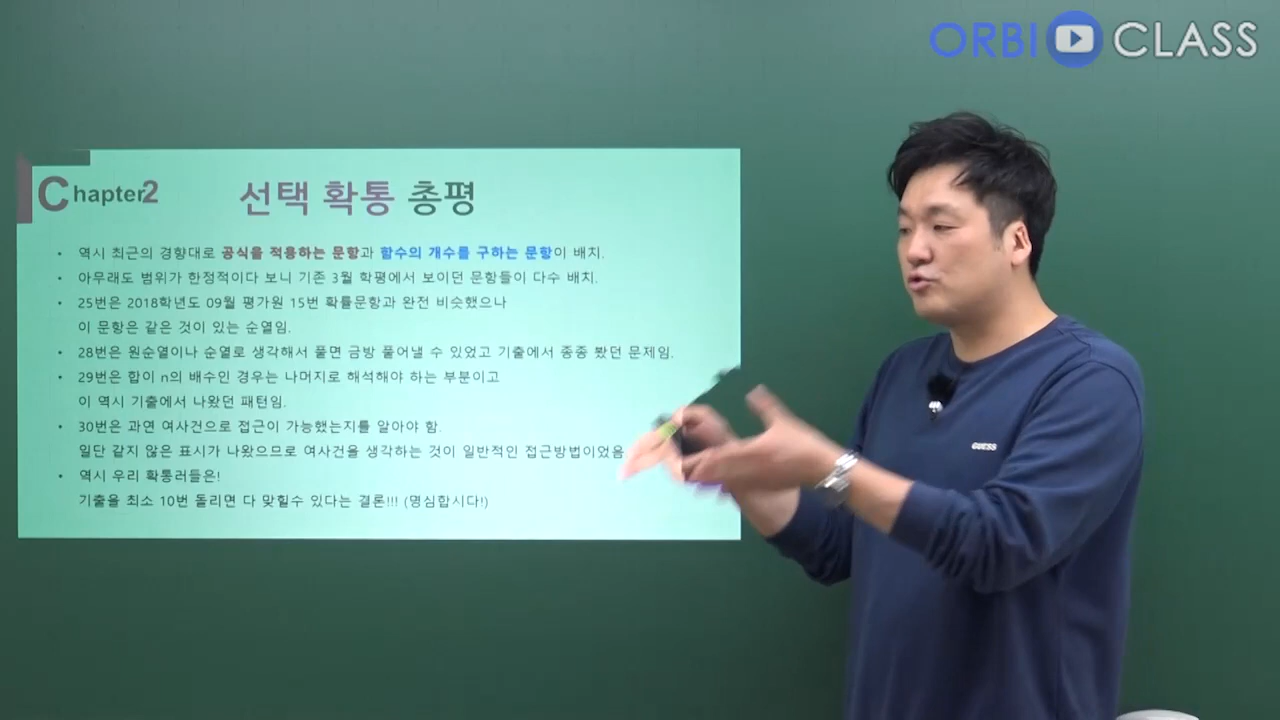 ORBI CLASS
Chapter2
선택 확통 총평
• 역시 최근의 경향대로 공식을 적용하는 문항과 함수의 개수를 구하는 문항이 배치.
• 아무래도 범위가 한정적이다 보니 기존 3월 학평에서 보이던 문항들이 다수 배치.
• 25번은 2018학년도 09월 평가원 15번 확률문항과 완전 비슷했으나
이 문항은 같은 것이 있는 순열임.
• 28번은 원순열이나 순열로 생각해서 풀면 금방 풀어낼 수 있었고 기출에서 종종 봤던 문제임.
• 29번은 합이 n의 배수인 경우는 나머지로 해석해야 하는 부분이고
이 역시 기출에서 나왔던 패턴임.
• 30번은 과연 여사건으로 접근이 가능했는지를 알아야 함.
일단 같지 않은 표시가 나왔으므로 여사건을 생각하는 것이 일반적인 접근방법이었음
• 역시 우리 확통러들은!
기출을 최소 10번 돌리면 다 맞힐수 있다는 결론!!! (명심합시다!)
GUESS